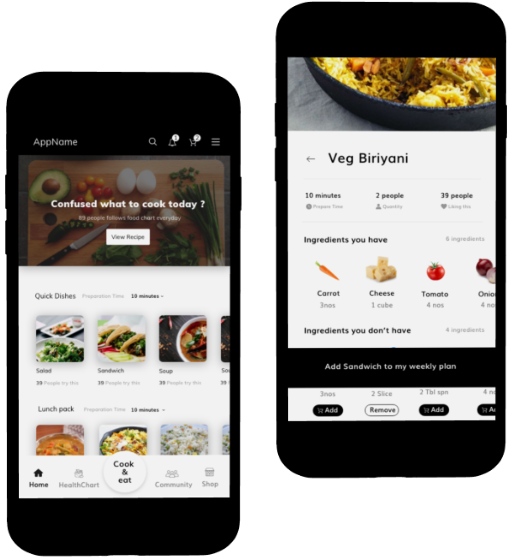 AppName
1
2
Confused what to cook today ?
89 people follows food chart everyday
View Recipe
Quick Dishes Preparation Time 10 minutes
Salad Sandwich Soup
39 People try this 39 People try this 39 People try this
Lunch pack Preparation Time 10 minutes
Cook
&
eat
Home HealthChart Community Shop
Veg Biriyani
10 minutes 2 people 39 people
Prepare Time Quantity Liking this
Ingredients you have 6 ingredients
Carrot Cheese Tomato Onio
3nos 1 cube 4 nos 4 no
Ingredients you don't have 4 ingredients
Add Sandwich to my weekly plan
3nos 2 Slice 2 Tbl spn 4 n
Add Remove Add A